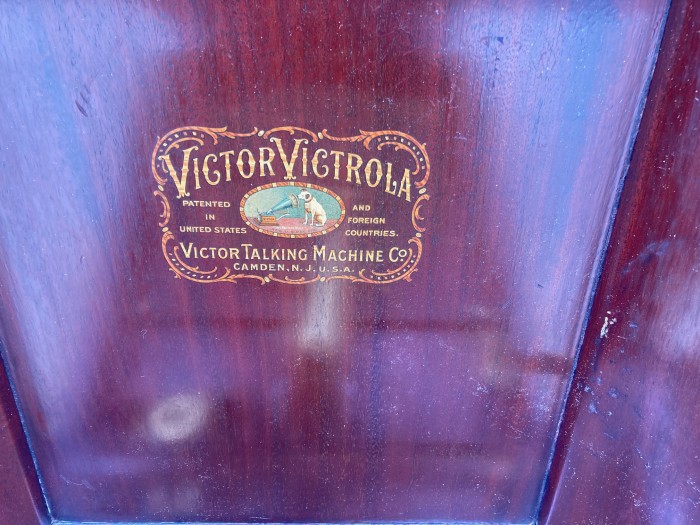 VICTOR VICTROLA
PATENTED
IN
UNITED STATES
AND
FOREIGN
COUNTRIES.
VICTOR TALKING MACHINE CO.
CAMDEN, N.J. U.S.A.